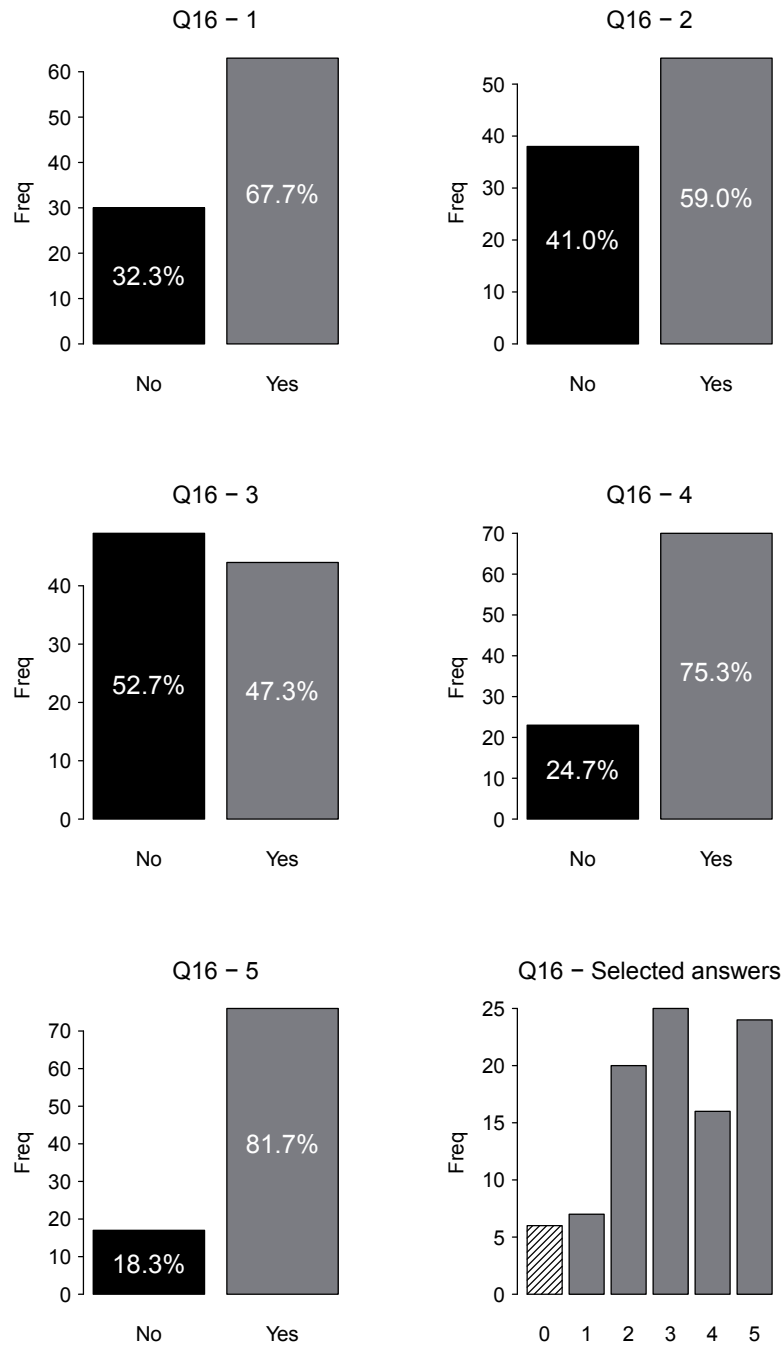 Q16 − 1
60
50
40
30
20
10
0
Freq
32.3%
67.7%
No Yes
Q16 − 2
50
40
30
20
10
0
Freq
41.0%
59.0%
No Yes
Q16 − 3
40
30
20
10
0
Freq
52.7%
47.3%
No Yes
Q16 − 4
70
60
50
40
30
20
10
0
Freq
24.7%
75.3%
No Yes
Q16 − 5
70
60
50
40
30
20
10
0
Freq
18.3%
81.7%
No Yes
Q16 − Selected answers
25
20
15
10
5
0
Freq
0 1 2 3 4 5